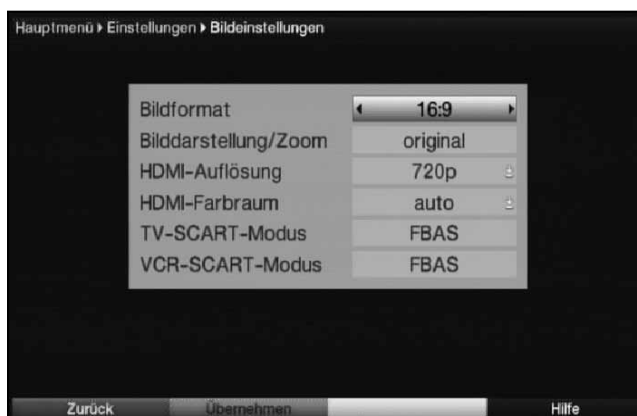 Hauptmenü ▸ Einstellungen ▸ Bildeinstellungen
Bildformat 16:9
Bilddarstellung/Zoom original
HDMI-Auflösung 720p
HDMI-Farbraum auto
TV-SCART-Modus FBAS
VCR-SCART-Modus FBAS
Zurück Übernehmen Hilfe